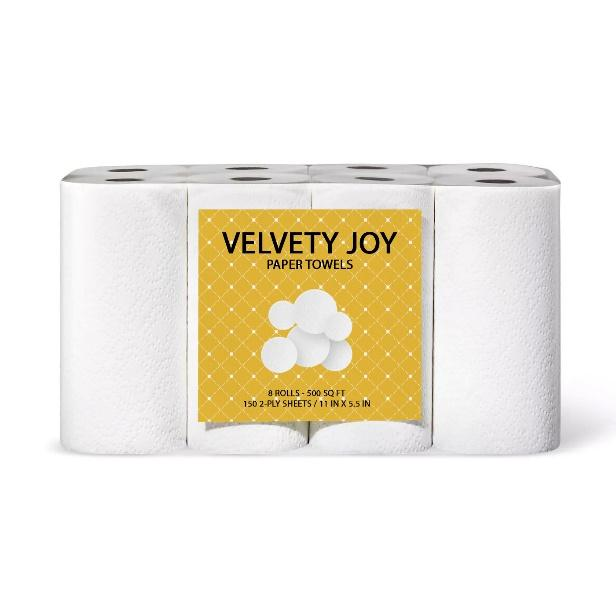 VELVETY JOY
PAPER TOWELS
8 ROLLS - 500 SQ FT
150 2-PLY SHEETS / 11 IN X 5.5 IN